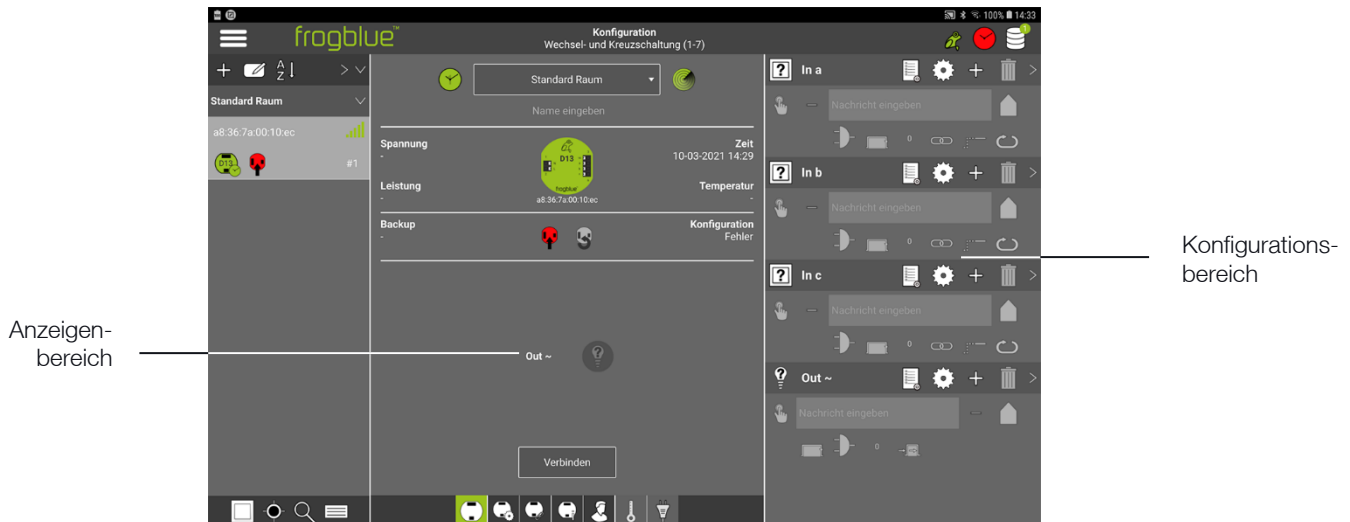 100% 14:33
frogblue™
Konfiguration
Wechsel- und Kreuzschaltung (1-7)
1
A
Z
Standard Raum
a8:36:7a:00:10:ec
D13
#1
Standard Raum
Name eingeben
Spannung
-
Zeit
10-03-2021 14:29
D13
frogblue
a8:36:7a:00:10:ec
Leistung
-
Temperatur
-
Backup
-
Konfiguration
Fehler
Out ~
Verbinden
? In a
Nachricht eingeben
0
? In b
Nachricht eingeben
0
? In c
Nachricht eingeben
0
? Out ~
Nachricht eingeben
0
Anzeigen-
bereich
Konfigurations-
bereich